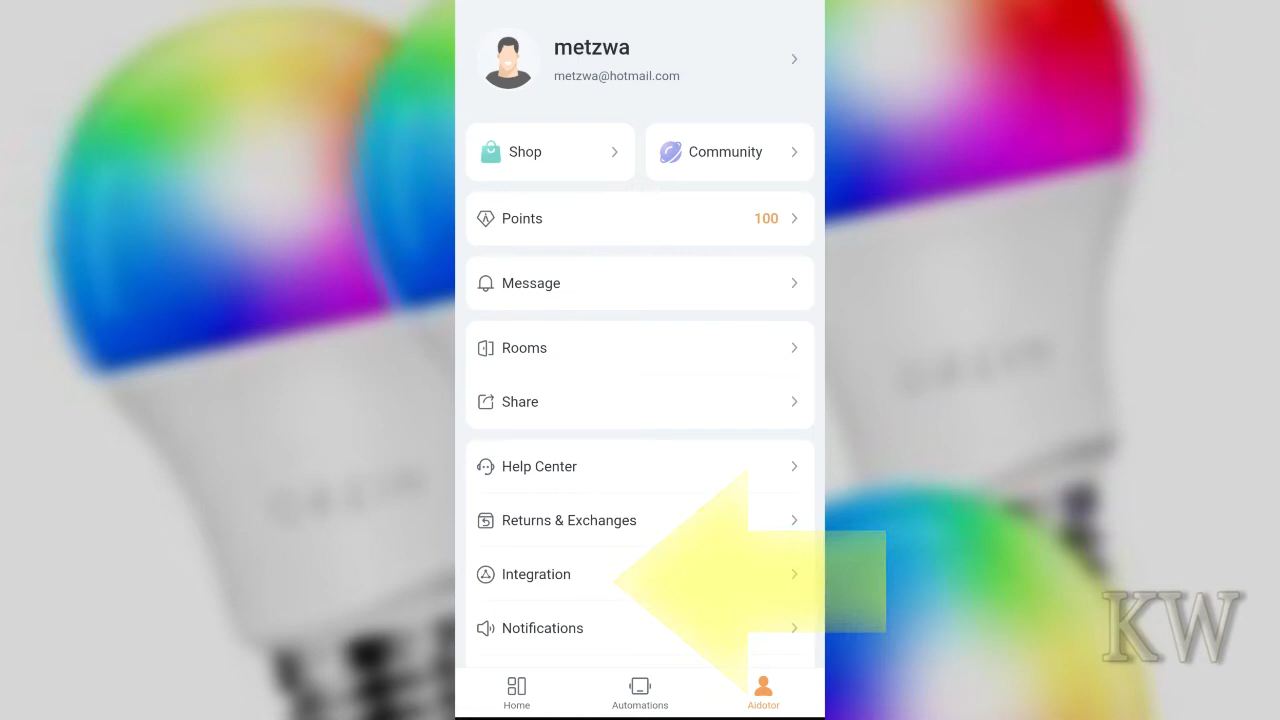 metzwa
metzwa@hotmail.com
Shop
Community
Points 100
Message
Rooms
Share
Help Center
Returns & Exchanges
Integration
Notifications
Home
Automations
Aidotor
KW